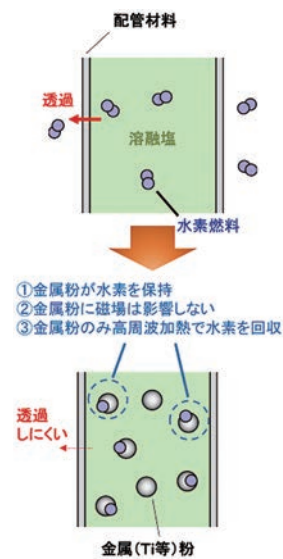 配管材料
透過
溶融塩
水素燃料
①金属粉が水素を保持
②金属粉に磁場は影響しない
③金属粉のみ高周波加熱で水素を回収
透過
しにくい
金属(Ti等)粉